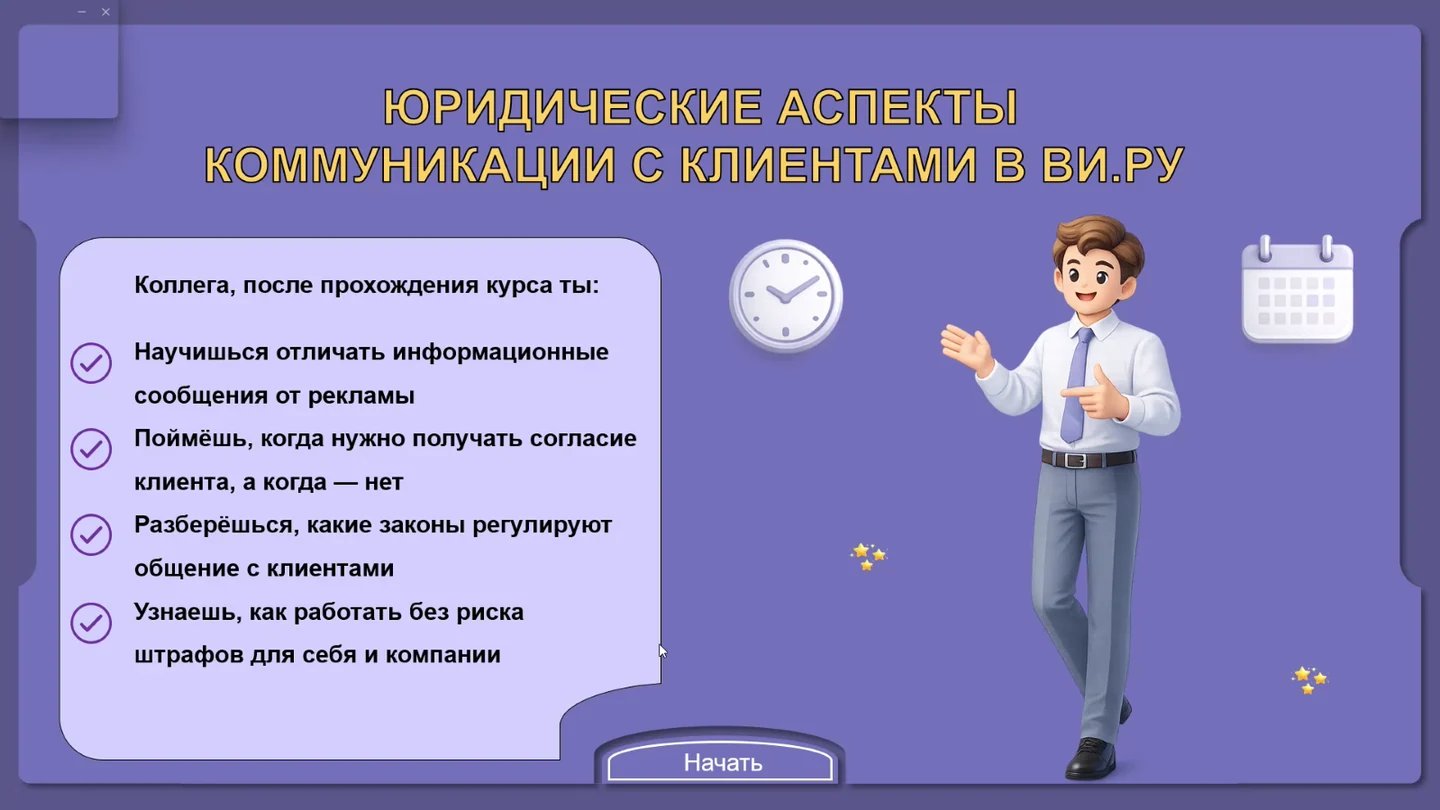 ЮРИДИЧЕСКИЕ АСПЕКТЫ
КОММУНИКАЦИИ С КЛИЕНТАМИ В ВИ.РУ
Коллега, после прохождения курса ты:
Научишься отличать информационные
сообщения от рекламы
Поймёшь, когда нужно получать согласие
клиента, а когда — нет
Разберёшься, какие законы регулируют
общение с клиентами
Узнаешь, как работать без риска
штрафов для себя и компании
Начать